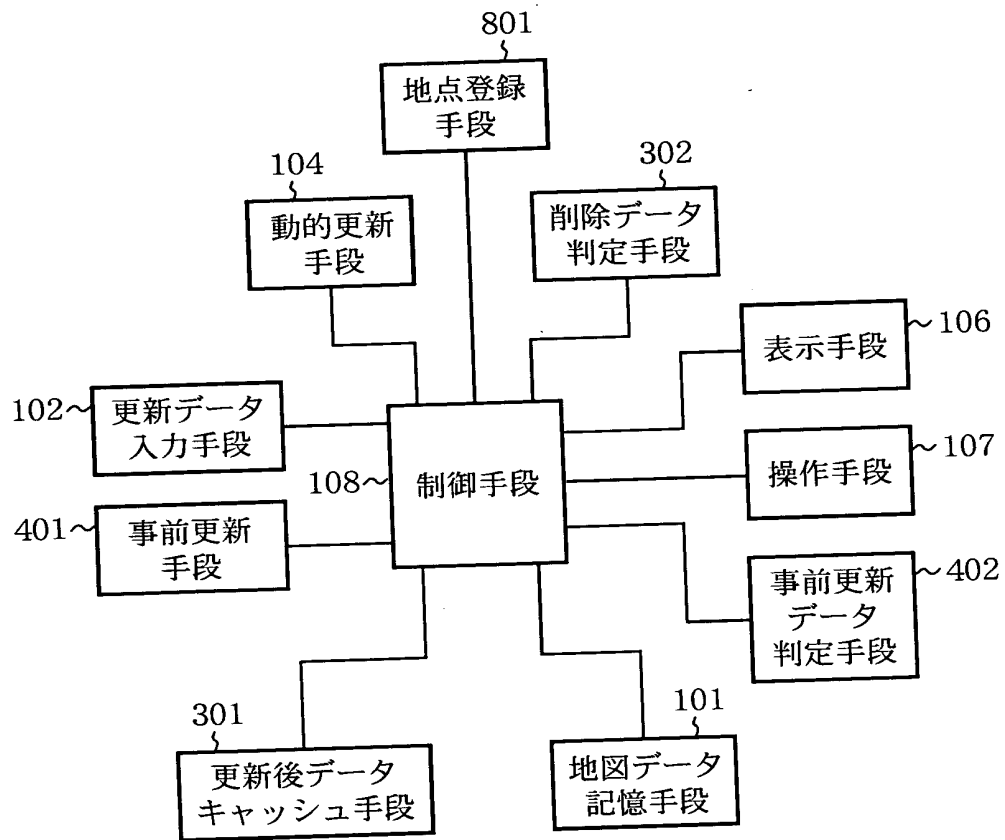 801
地点登録
手段
104
動的更新
手段
302
削除データ
判定手段
106
表示手段
102
更新データ
入力手段
108
制御手段
107
操作手段
401
事前更新
手段
402
事前更新
データ
判定手段
301
更新後データ
キャッシュ手段
101
地図データ
記憶手段